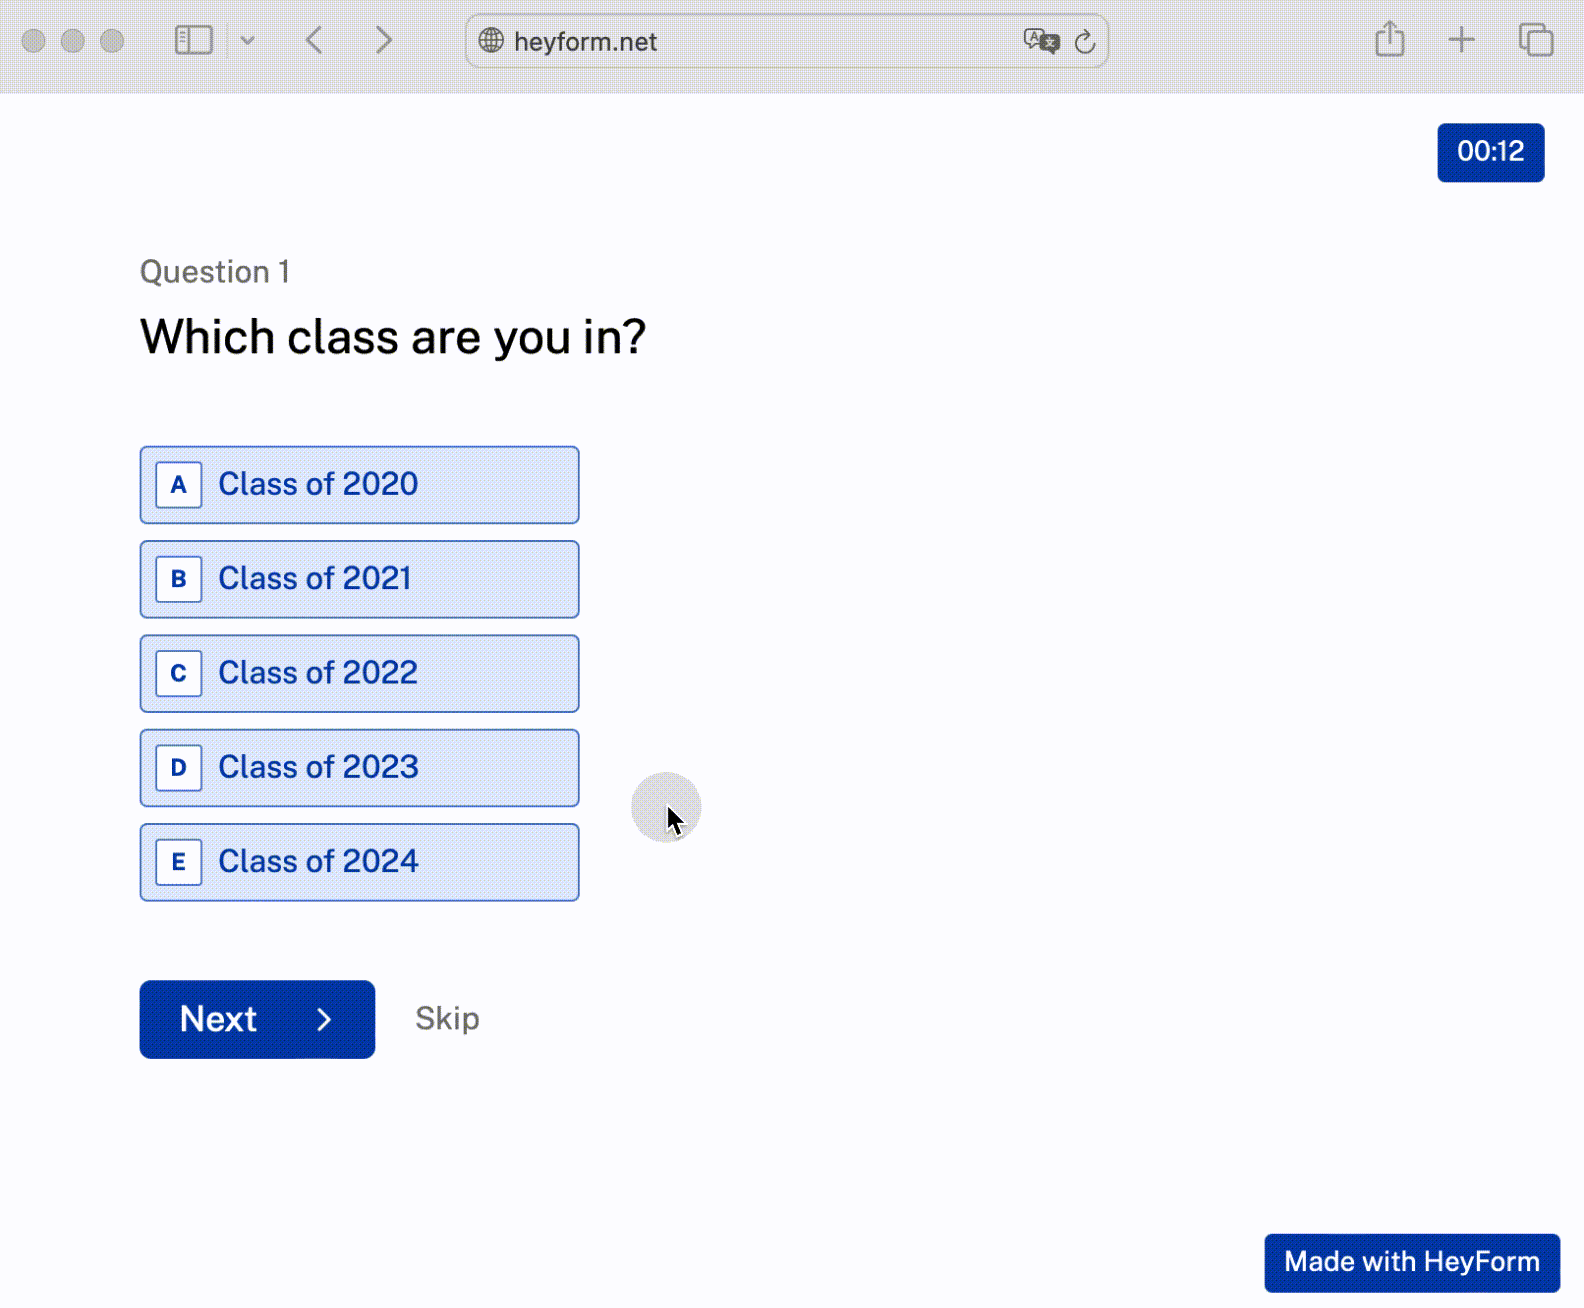 heyform.net
00:12
Question 1
Which class are you in?
A Class of 2020
B Class of 2021
C Class of 2022
D Class of 2023
E Class of 2024
Next Skip
Made with HeyForm